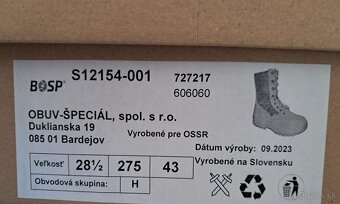 BOSP® S12154-001 727217
606060
OBUV-ŠPECIÁL, spol. s r.o.
Duklianska 19
085 01 Bardejov
Vyrobené pre OSSR
Dátum výroby: 09.2023
Veľkosť: 28½ 275 43
Vyrobené na Slovensku
Obvodová skupina: H